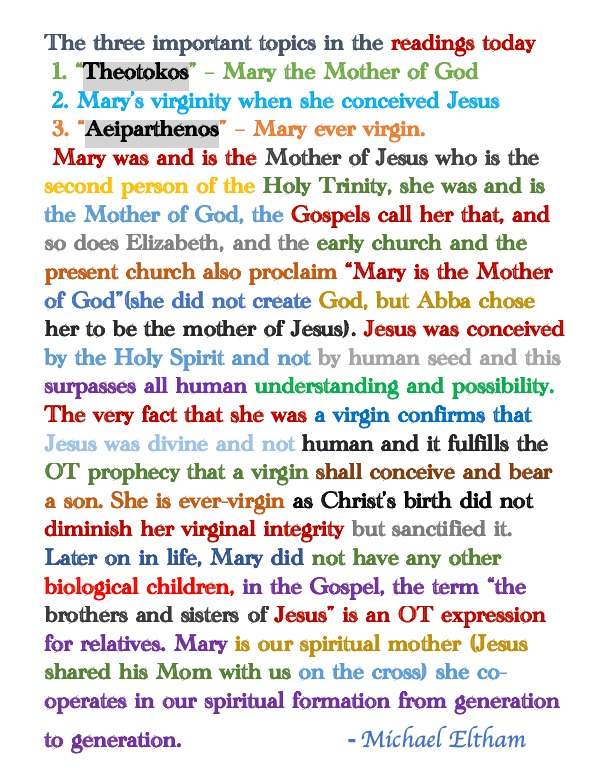 The three important topics in the readings today
1. “Theotokos” – Mary the Mother of God
2. Mary’s virginity when she conceived Jesus
3. “Aeiparthenos” – Mary ever virgin.
Mary was and is the Mother of Jesus who is the
second person of the Holy Trinity, she was and is
the Mother of God, the Gospels call her that, and
so does Elizabeth, and the early church and the
present church also proclaim “Mary is the Mother
of God”(she did not create God, but Abba chose
her to be the mother of Jesus). Jesus was conceived
by the Holy Spirit and not by human seed and this
surpasses all human understanding and possibility.
The very fact that she was a virgin confirms that
Jesus was divine and not human and it fulfills the
OT prophecy that a virgin shall conceive and bear
a son. She is ever-virgin as Christ’s birth did not
diminish her virginal integrity but sanctified it.
Later on in life, Mary did not have any other
biological children, in the Gospel, the term “the
brothers and sisters of Jesus” is an OT expression
for relatives. Mary is our spiritual mother (Jesus
shared his Mom with us on the cross) she co-
operates in our spiritual formation from generation
to generation. - Michael Eltham